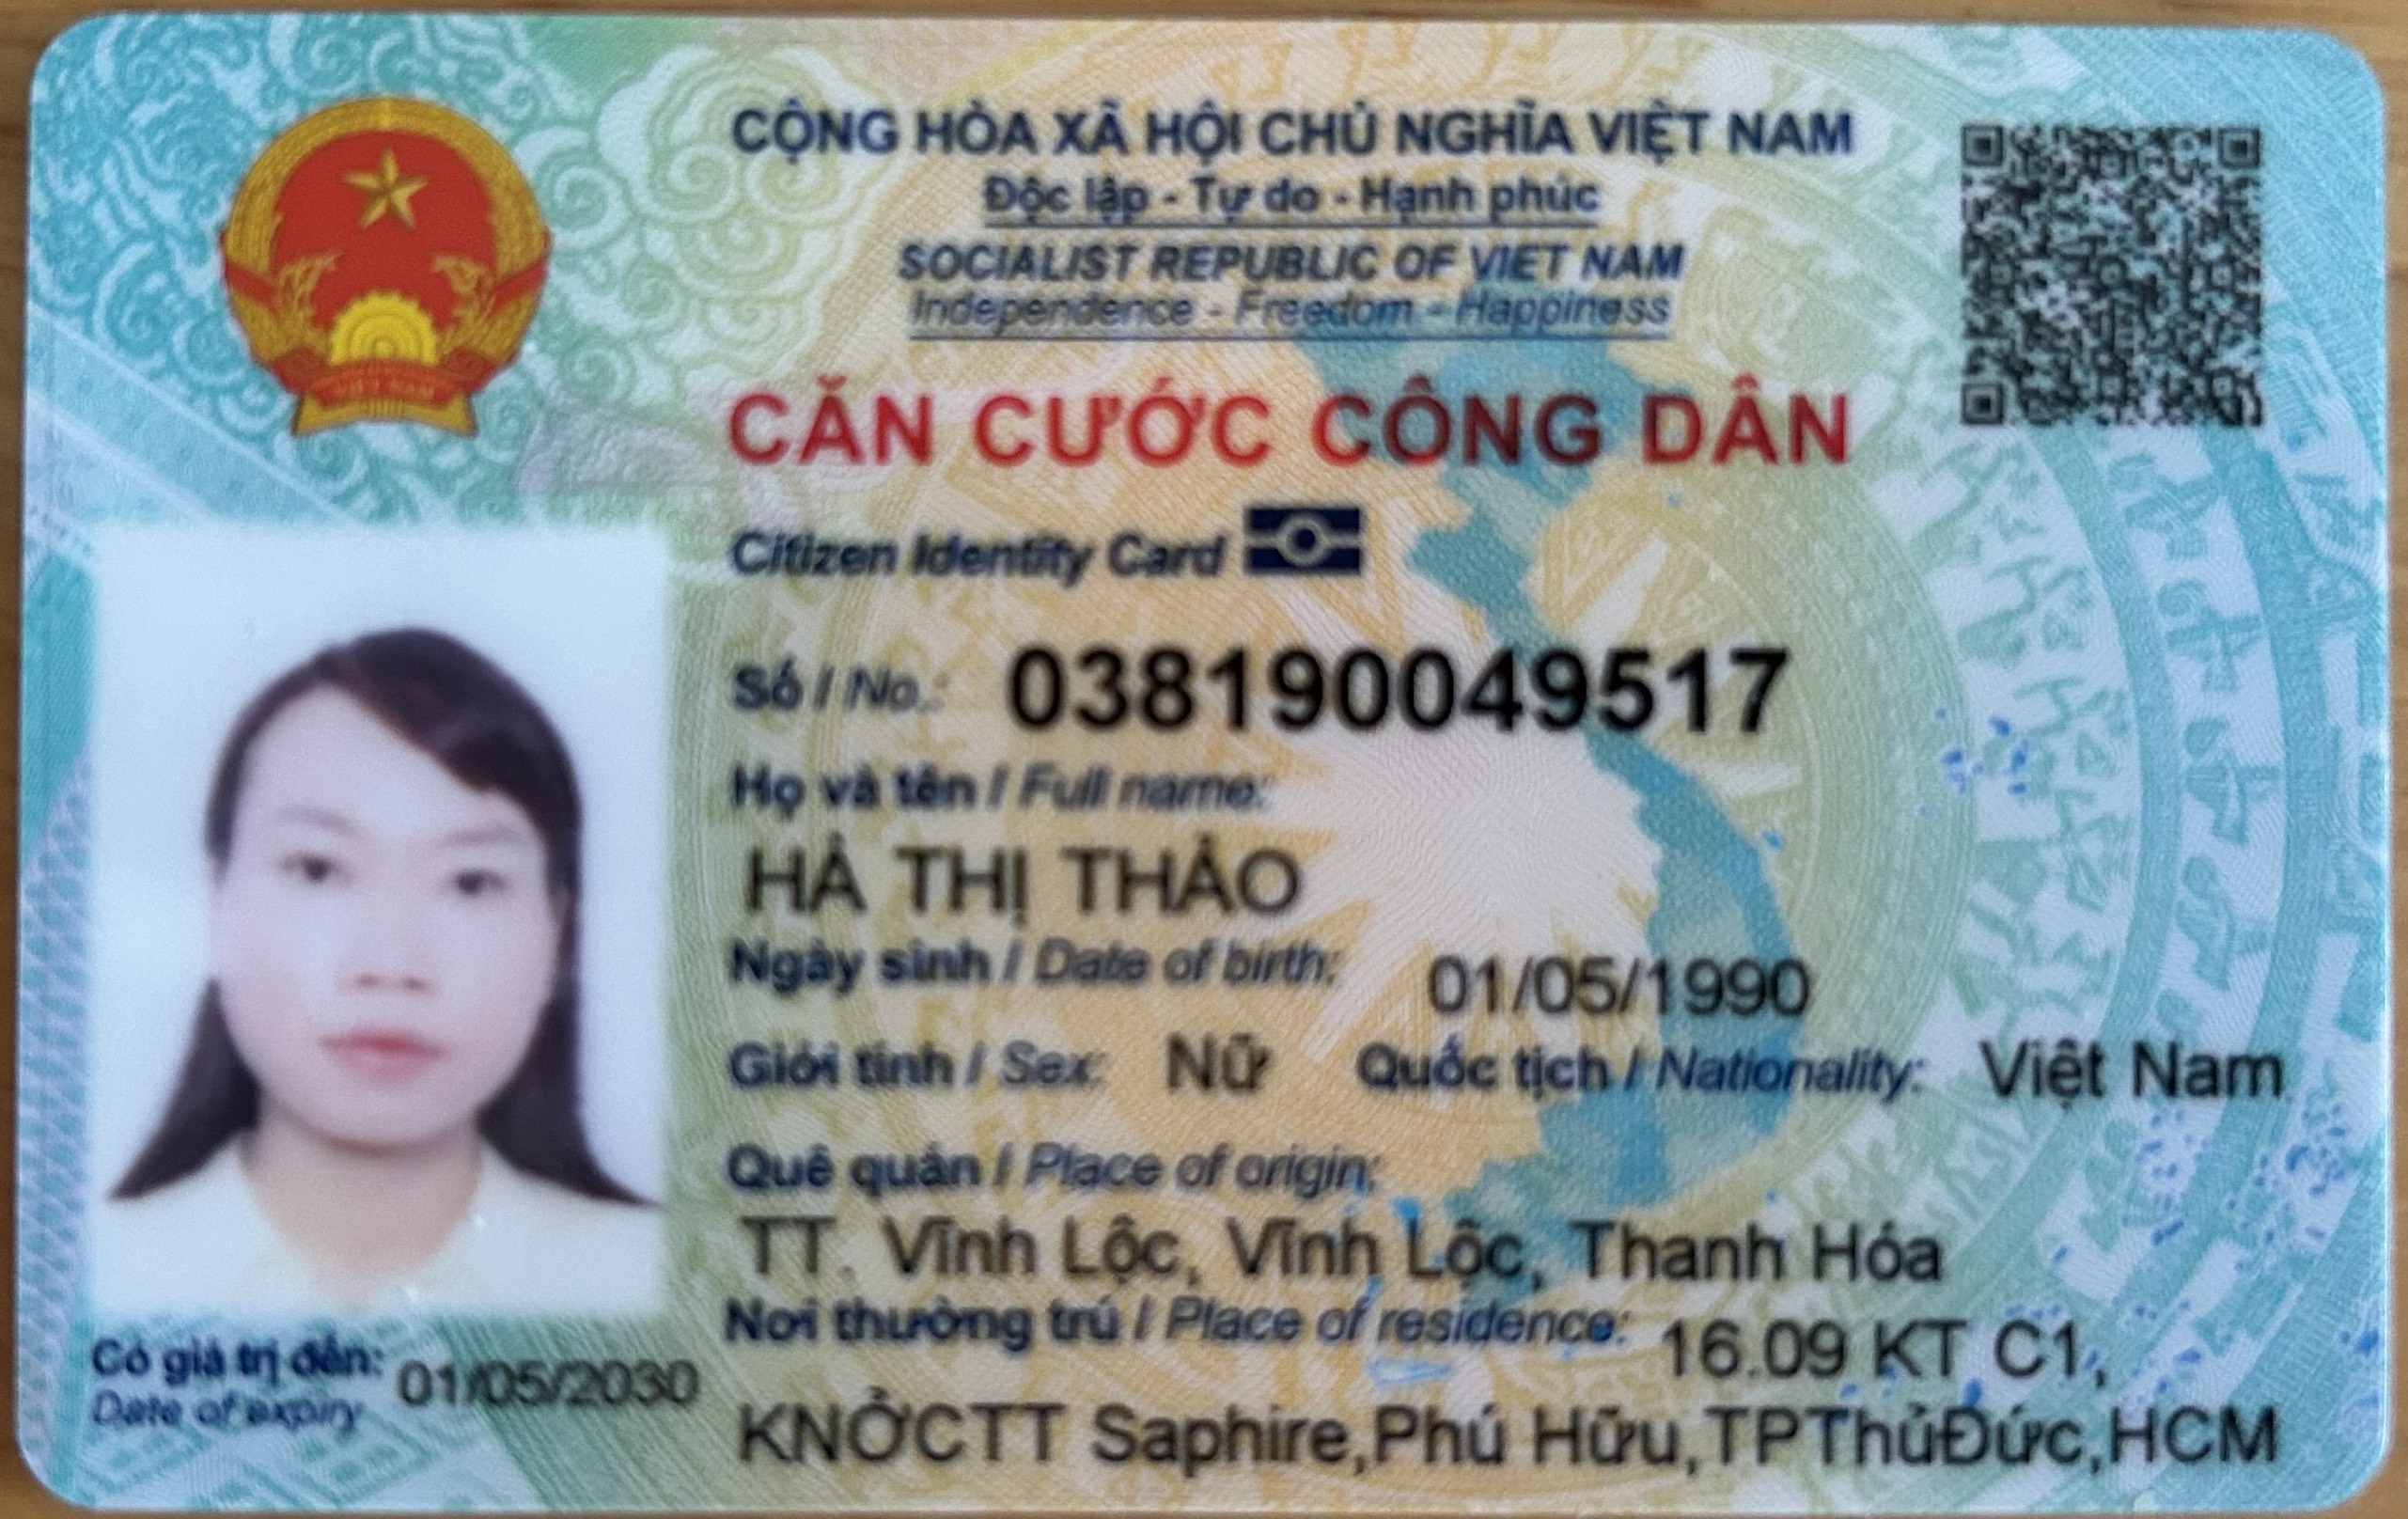 CỘNG HÒA XÃ HỘI CHỦ NGHĨA VIỆT NAM
Độc lập - Tự do - Hạnh phúc
SOCIALIST REPUBLIC OF VIET NAM
Independence - Freedom - Happiness
CĂN CƯỚC CÔNG DÂN
Citizen Identity Card
Số / No.: 038190049517
Họ và tên / Full name:
HÀ THỊ THẢO
Ngày sinh / Date of birth: 01/05/1990
Giới tính / Sex: Nữ Quốc tịch / Nationality: Việt Nam
Quê quán / Place of origin:
TT. Vĩnh Lộc, Vĩnh Lộc, Thanh Hóa
Nơi thường trú / Place of residence: 16.09 KT C1,
KNỞCTT Saphire,Phú Hữu,TPThủĐức,HCM
Có giá trị đến: 01/05/2030
Date of expiry
VIỆT NAM